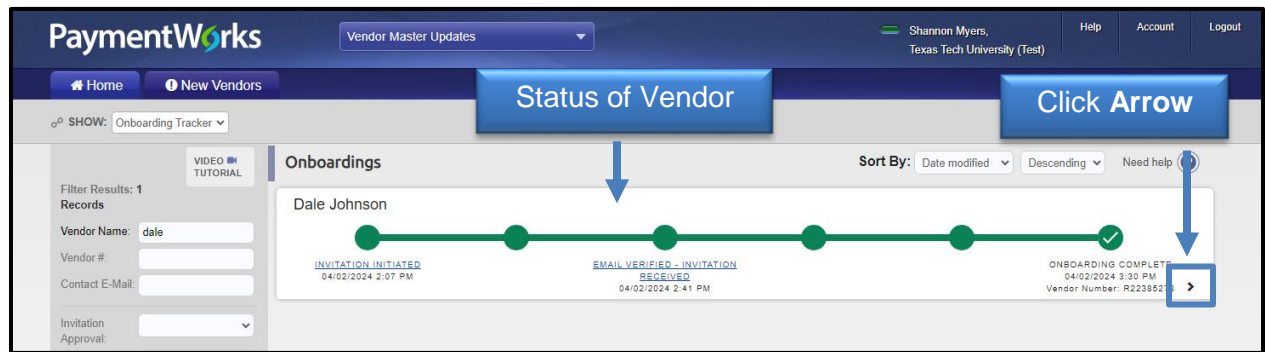 PaymentWorks
Vendor Master Updates
Shannon Myers,
Texas Tech University (Test)
Help
Account
Logout
Home
New Vendors
Status of Vendor
Click Arrow
SHOW: Onboarding Tracker
VIDEO
TUTORIAL
Filter Results: 1
Records
Vendor Name: dale
Vendor #:
Contact E-Mail:
Invitation
Approval:
Onboardings
Sort By: Date modified
Descending
Need help
Dale Johnson
INVITATION INITIATED
04/02/2024 2:07 PM
EMAIL VERIFIED - INVITATION
RECEIVED
04/02/2024 2:41 PM
ONBOARDING COMPLETE
04/02/2024 3:30 PM
Vendor Number: